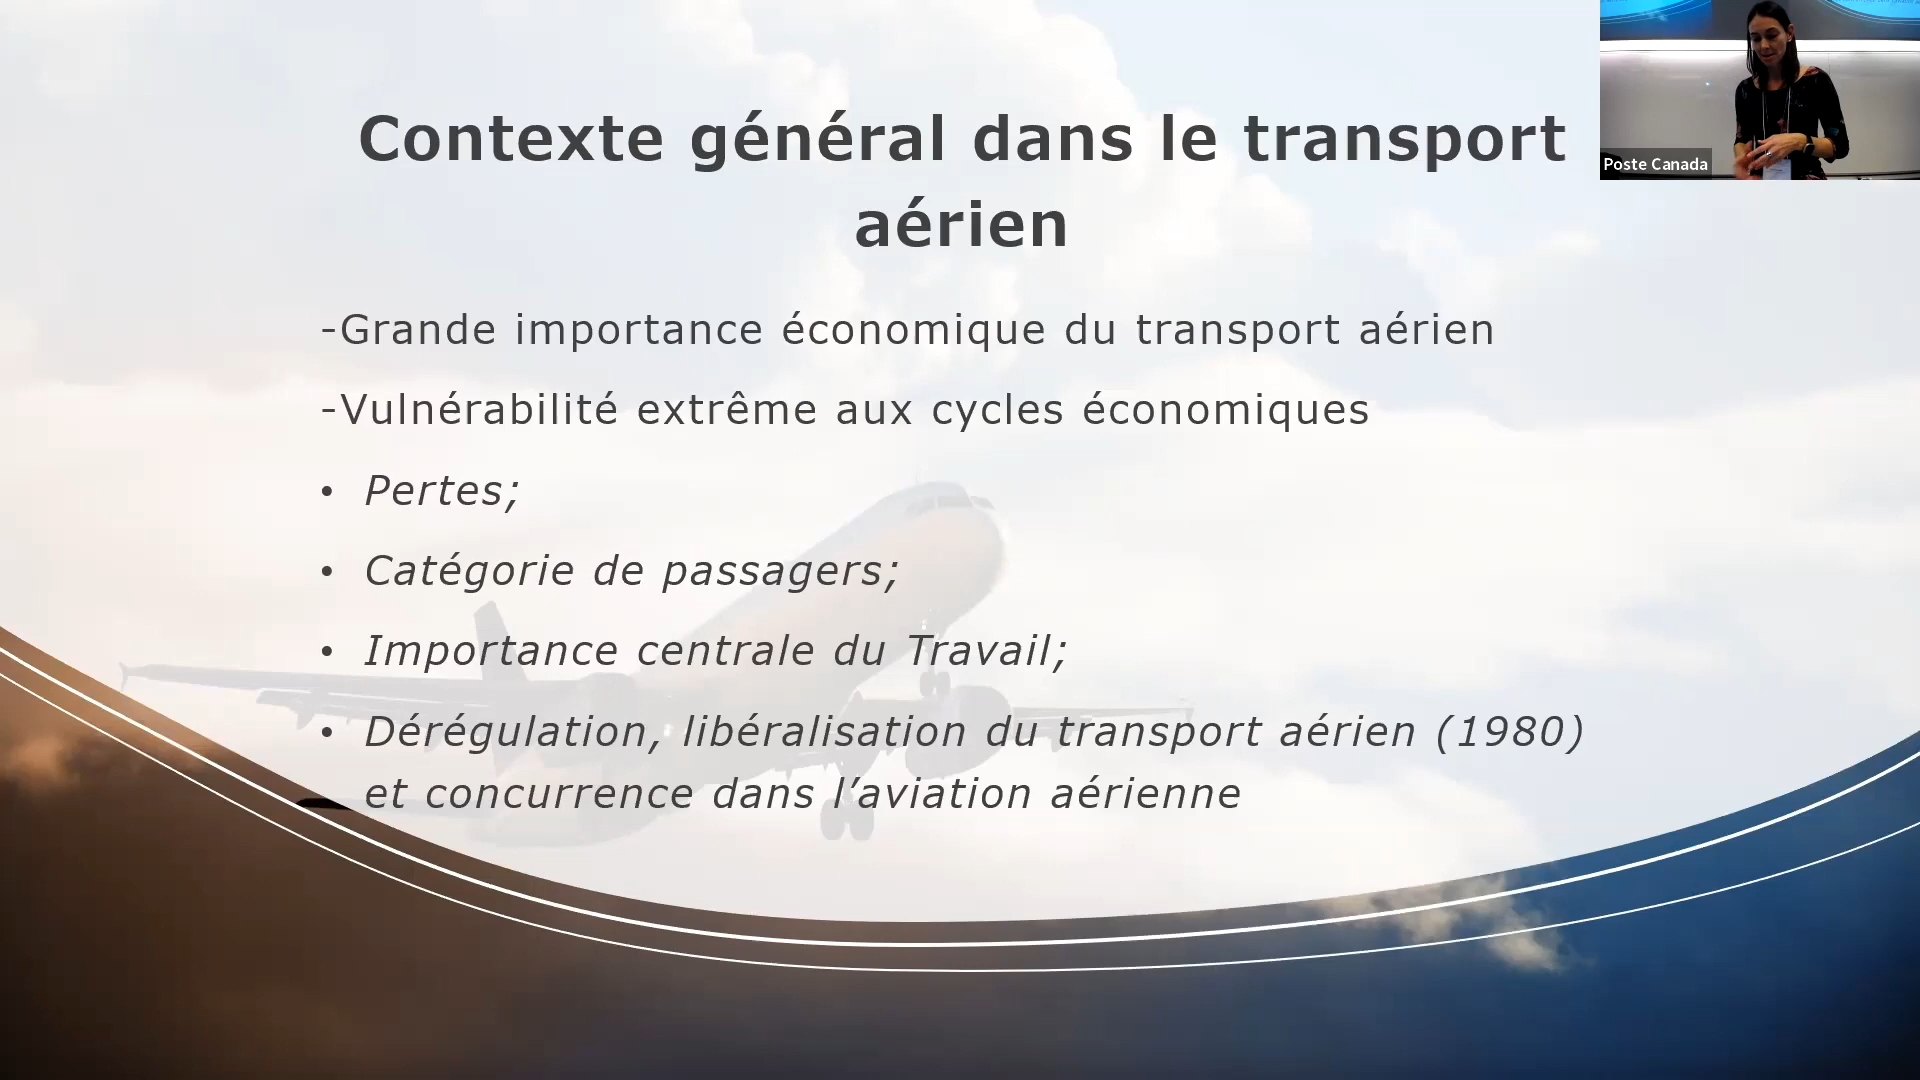 Contexte général dans le transport
aérien
Poste Canada
-Grande importance économique du transport aérien
-Vulnérabilité extrême aux cycles économiques
• Pertes;
• Catégorie de passagers;
• Importance centrale du Travail;
• Dérégulation, libéralisation du transport aérien (1980)
et concurrence dans l’aviation aérienne